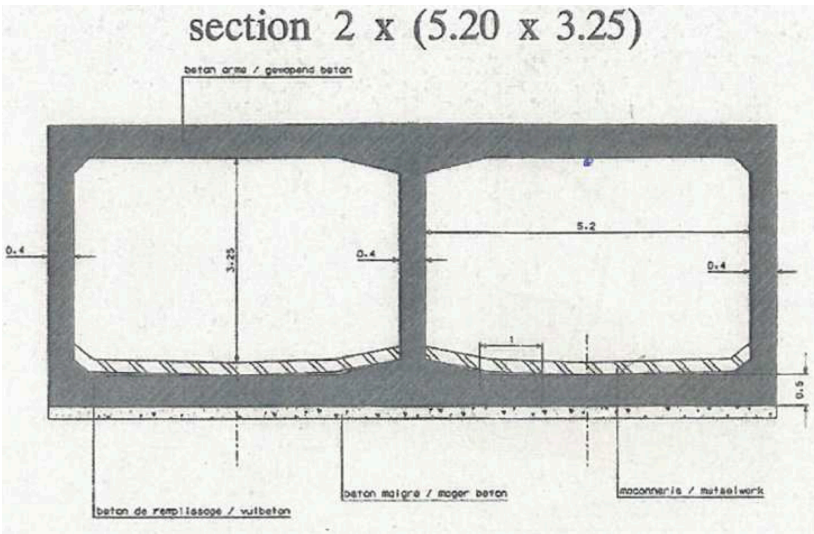 section 2 x (5.20 x 3.25)
beton arme / gewapend beton
5.2
0.4
3.25
0.4
0.4
1
0.5
beton maigre / mager beton
maconnerie / metselwerk
beton de remplissage / vulbeton